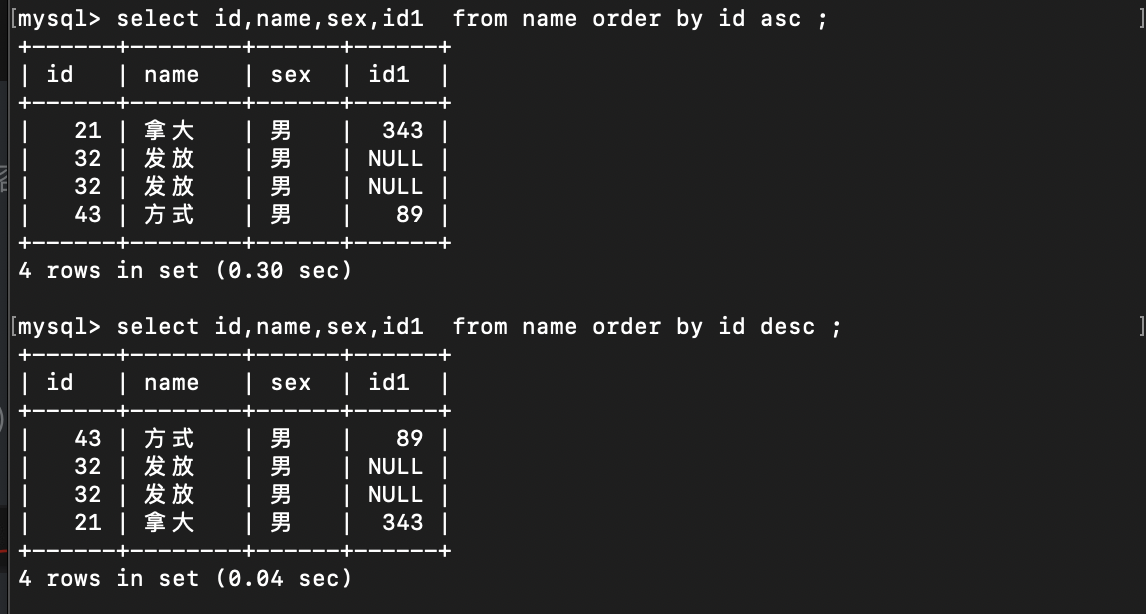 [mysql> select id,name,sex,id1  from name order by id asc ; ]
+------+--------+------+------+
| id   | name   | sex  | id1  |
+------+--------+------+------+
|   21 | 拿大   | 男   |  343 |
|   32 | 发放   | 男   | NULL |
|   32 | 发放   | 男   | NULL |
|   43 | 方式   | 男   |   89 |
+------+--------+------+------+
4 rows in set (0.30 sec)
[mysql> select id,name,sex,id1  from name order by id desc ; ]
+------+--------+------+------+
| id   | name   | sex  | id1  |
+------+--------+------+------+
|   43 | 方式   | 男   |   89 |
|   32 | 发放   | 男   | NULL |
|   32 | 发放   | 男   | NULL |
|   21 | 拿大   | 男   |  343 |
+------+--------+------+------+
4 rows in set (0.04 sec)